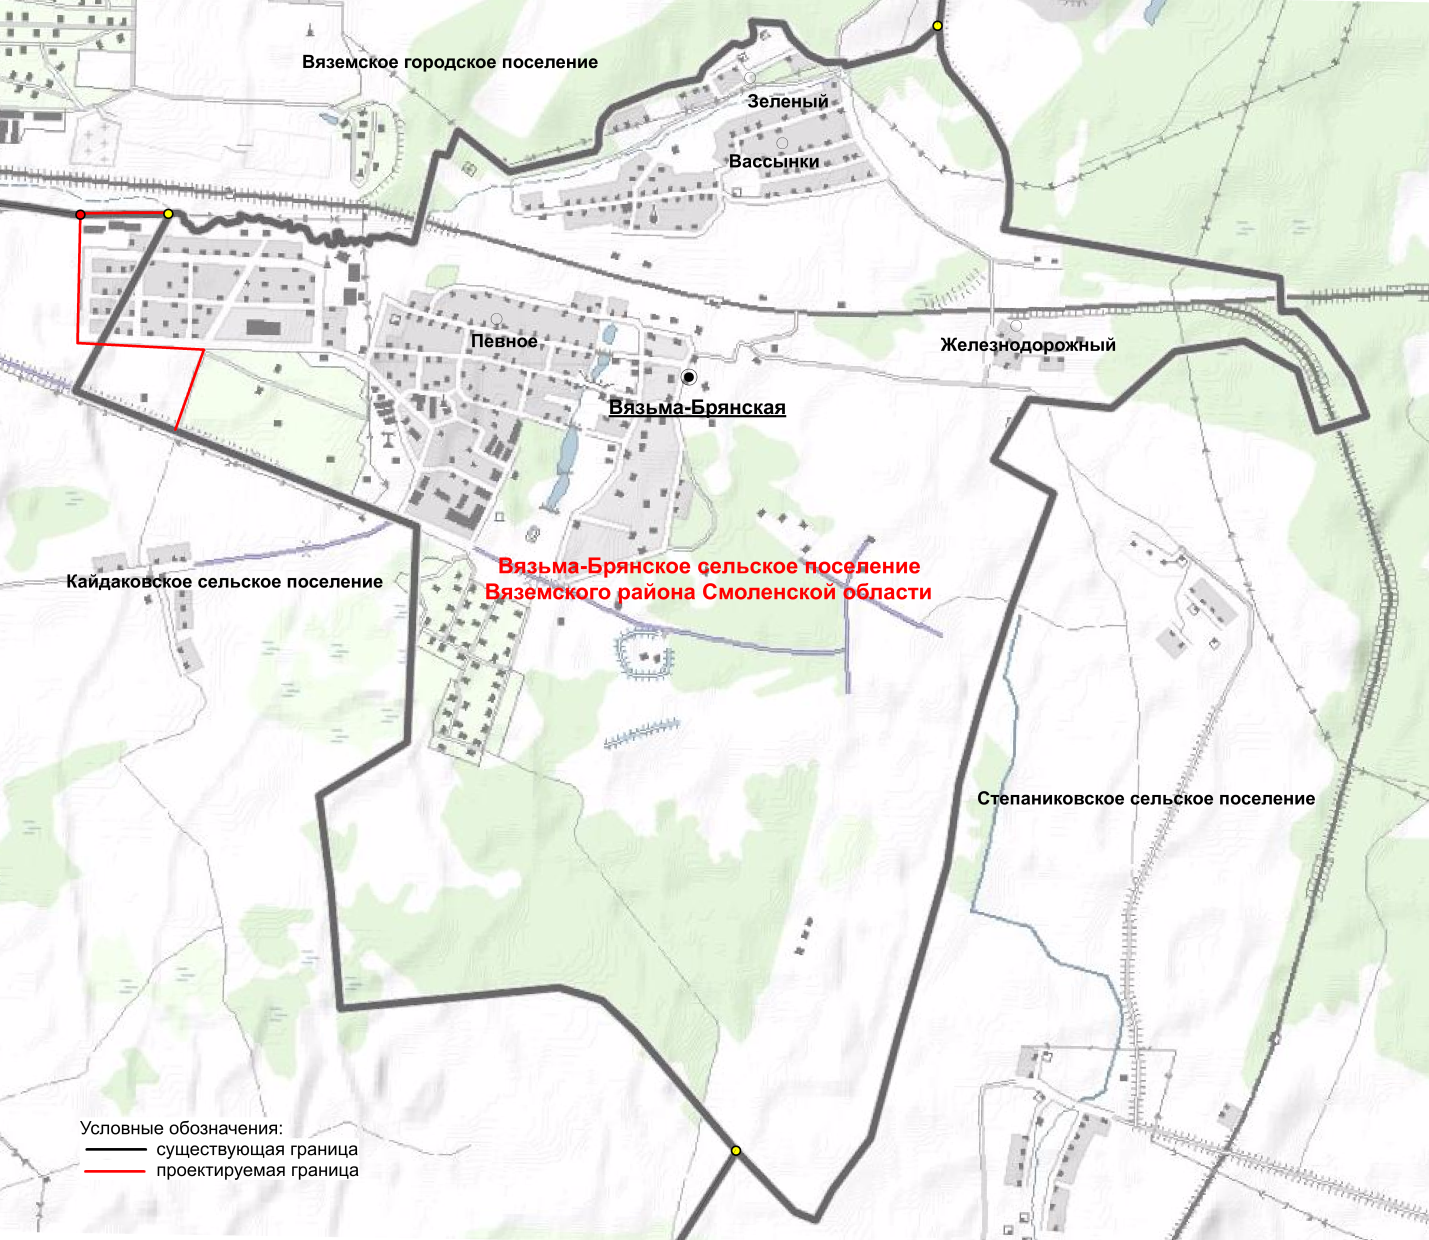 Вяземское городское поселение
Зеленый
Вассынки
Певное
Железнодорожный
Вязьма-Брянская
Вязьма-Брянское сельское поселение
Вяземского района Смоленской области
Кайдаковское сельское поселение
Степаниковское сельское поселение
Условные обозначения:
существующая граница
проектируемая граница